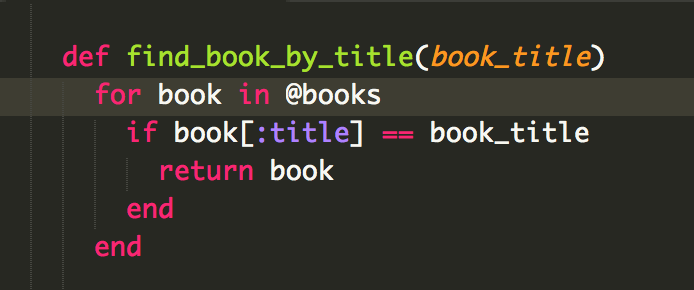 def find_book_by_title(book_title)
  for book in @books
    if book[:title] == book_title
      return book
    end
  end